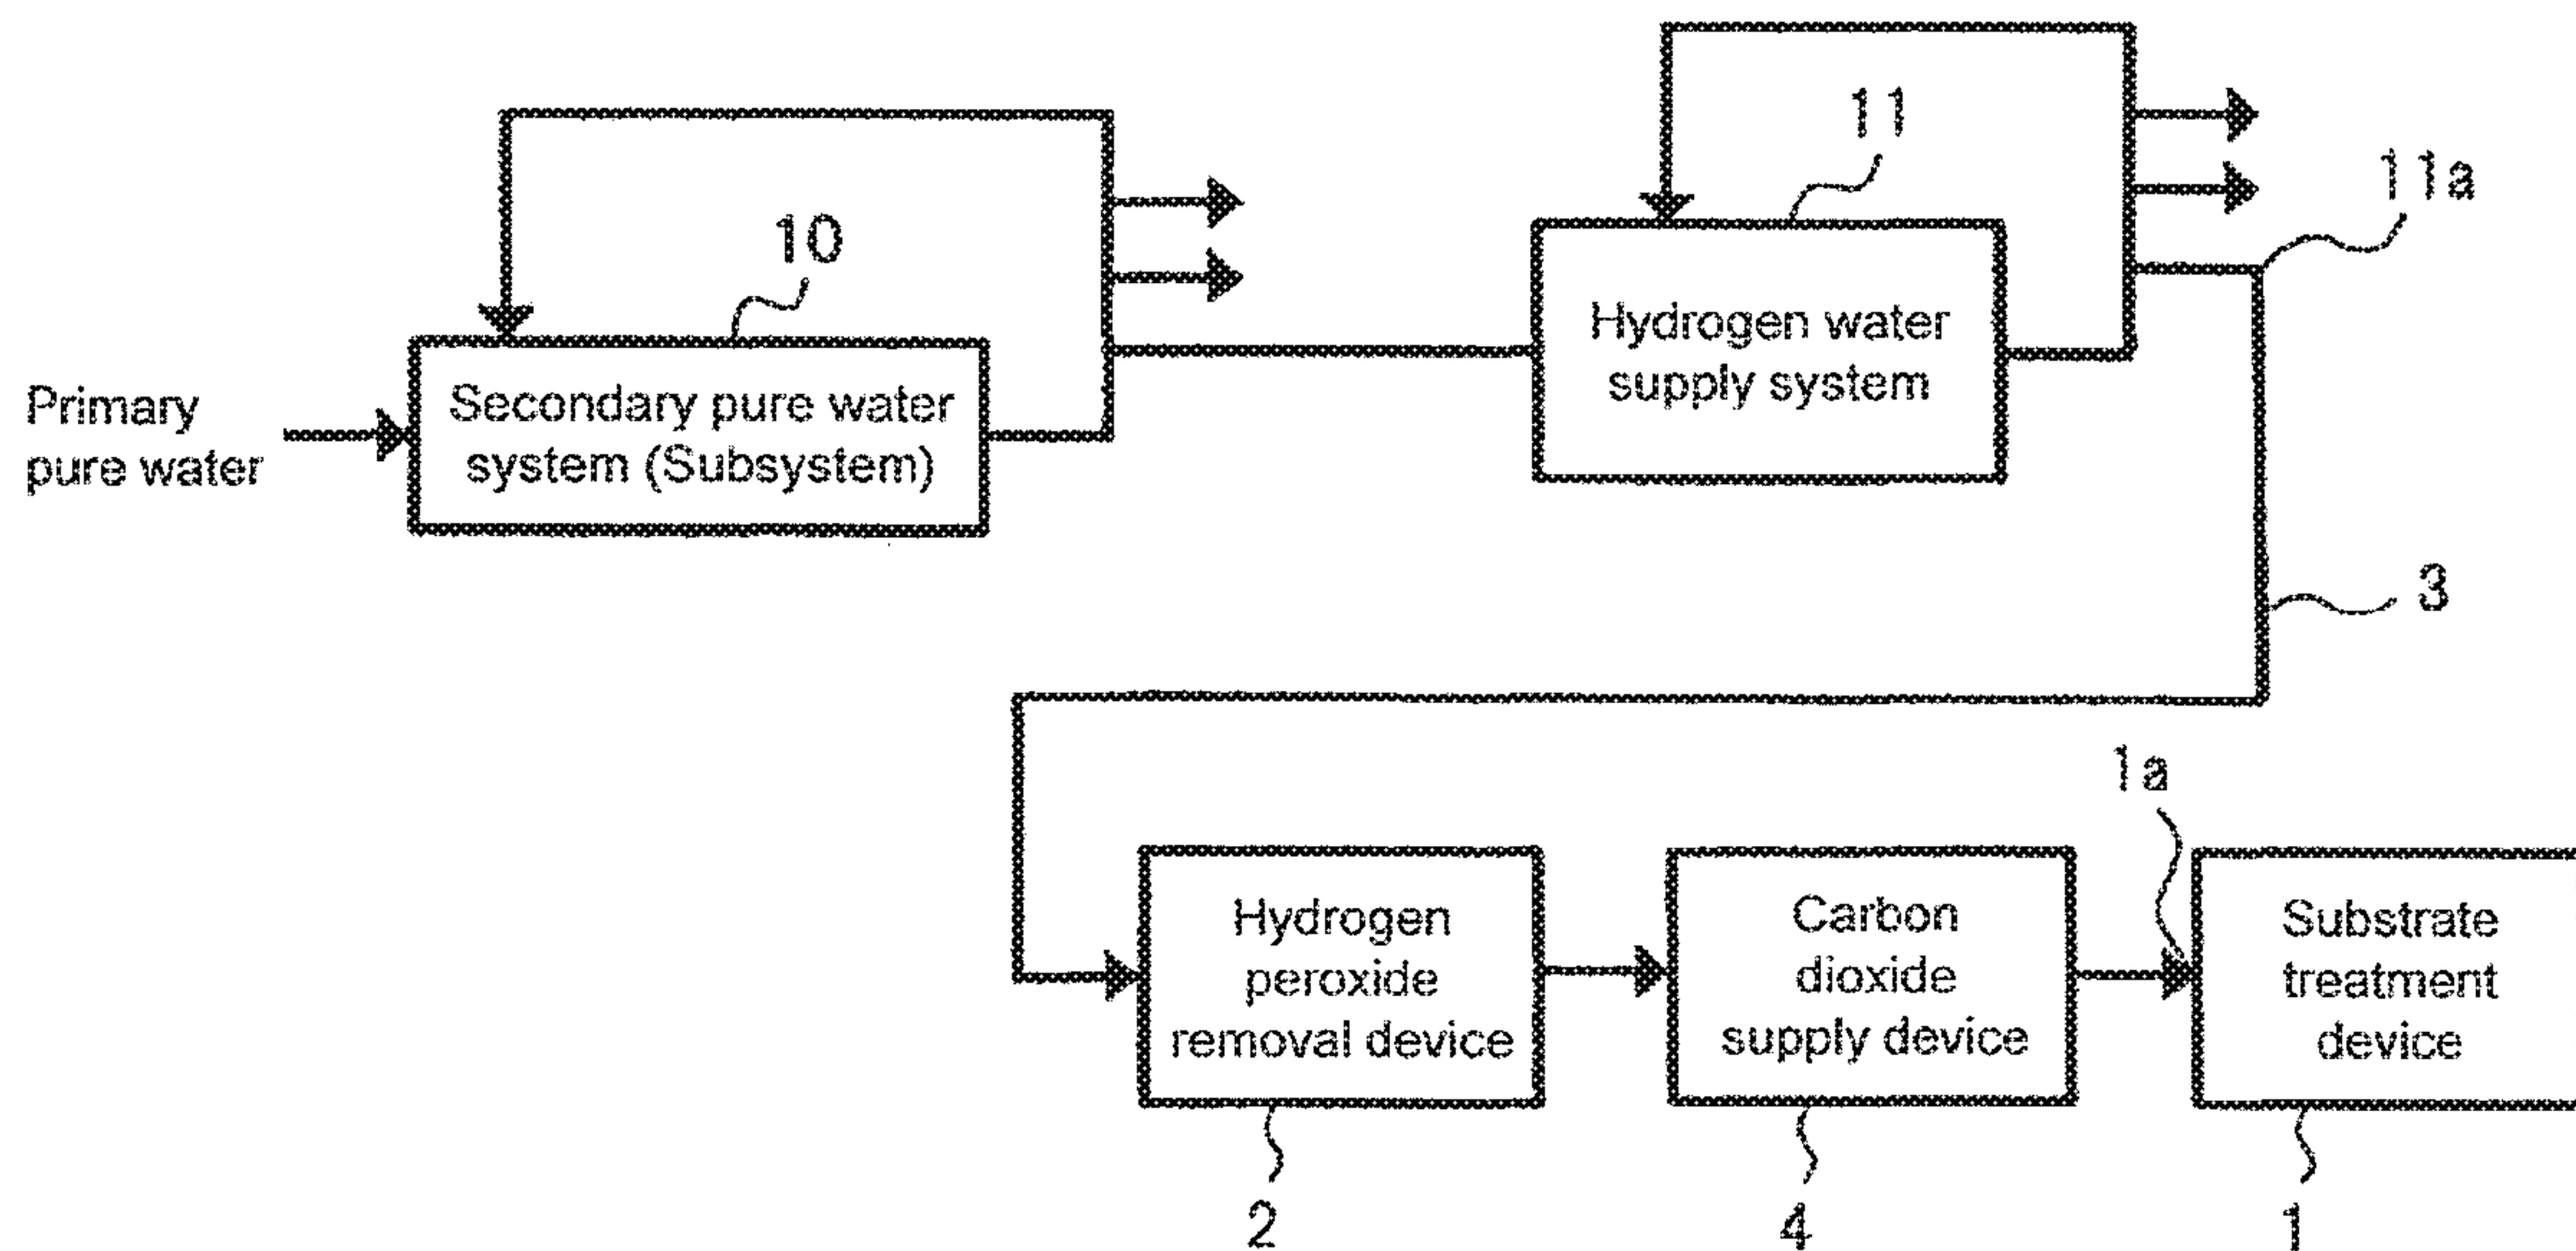 11
11a
10
Primary
pure water
Secondary pure water
system (Subsystem)
Hydrogen water
supply system
3
1a
Hydrogen
peroxide
removal device
Carbon
dioxide
supply device
Substrate
treatment
device
2
4
1